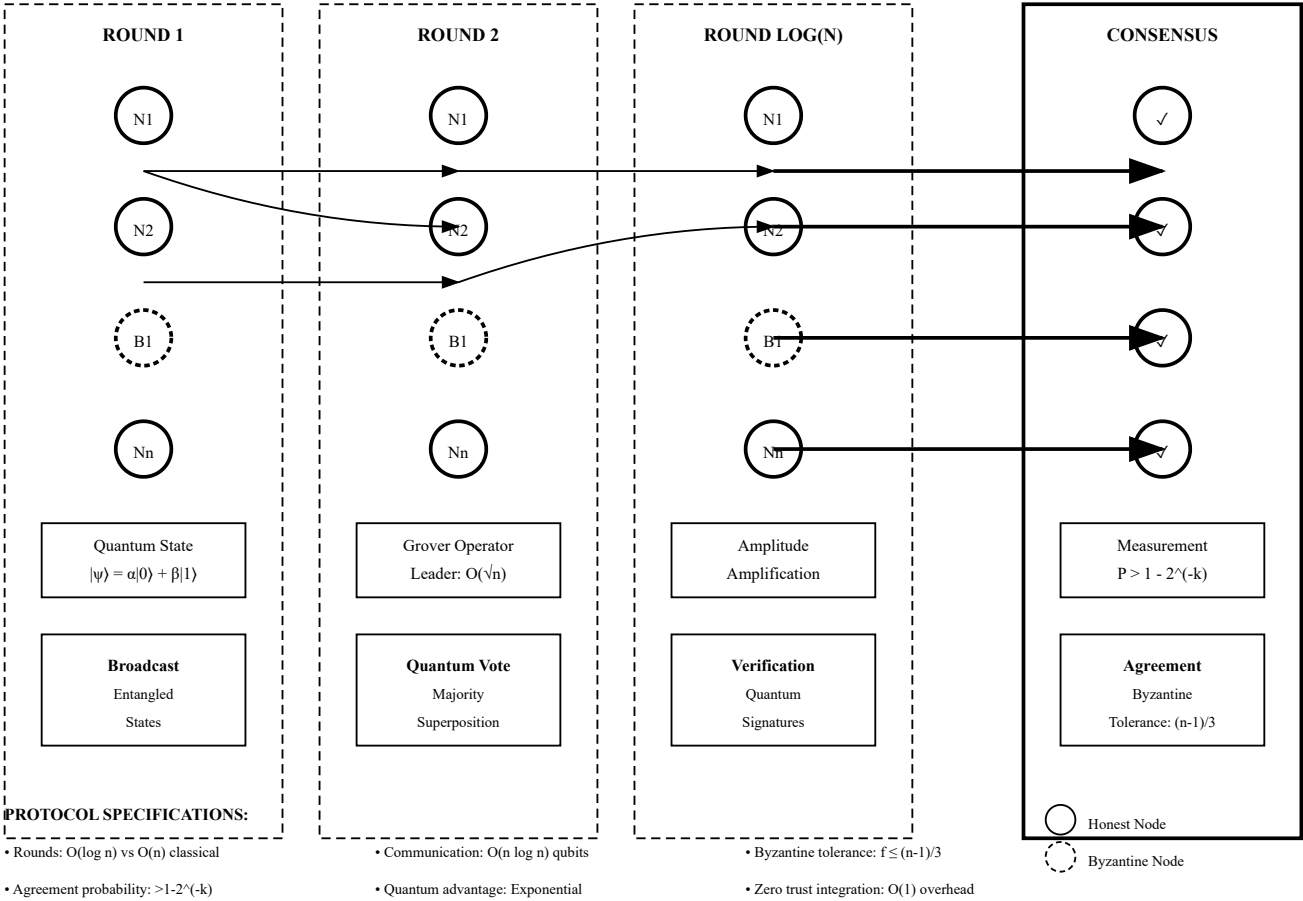 ROUND 1
ROUND 2
ROUND LOG(N)
CONSENSUS
N1
N1
N1
✓
N2
N2
N2
✓
B1
B1
B1
✓
Nn
Nn
Nn
✓
Quantum State
|ψ⟩ = α|0⟩ + β|1⟩
Grover Operator
Leader: O(√n)
Amplitude
Amplification
Measurement
P > 1 - 2^(-k)
Broadcast
Entangled
States
Quantum Vote
Majority
Superposition
Verification
Quantum
Signatures
Agreement
Byzantine
Tolerance: (n-1)/3
PROTOCOL SPECIFICATIONS:
• Rounds: O(log n) vs O(n) classical
• Communication: O(n log n) qubits
• Byzantine tolerance: f ≤ (n-1)/3
• Agreement probability: >1-2^(-k)
• Quantum advantage: Exponential
• Zero trust integration: O(1) overhead
Honest Node
Byzantine Node